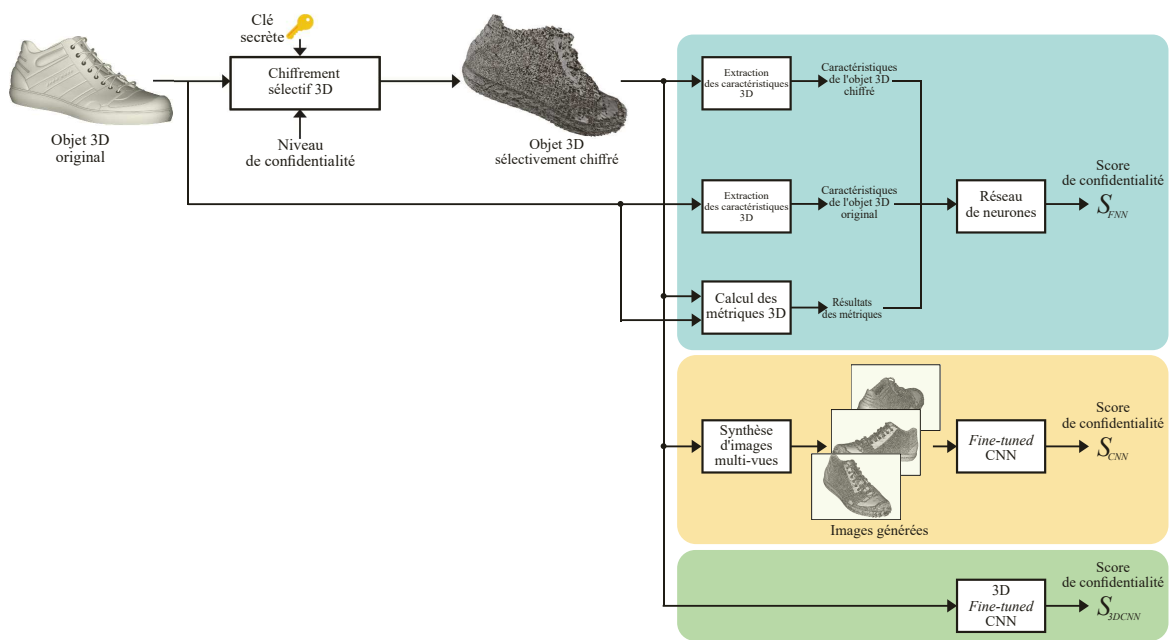 Clé
secrète
Chiffrement
sélectif 3D
Niveau
de confidentialité
Objet 3D
original
Objet 3D
sélectivement chiffré
Extraction
des caractéristiques
3D
Caractéristiques
de l'objet 3D
chiffré
Extraction
des caractéristiques
3D
Caractéristiques
de l'objet 3D
original
Calcul des
métriques 3D
Résultats
des métriques
Réseau
de neurones
Score
de confidentialité
S_FNN
Synthèse
d'images
multi-vues
Images générées
Fine-tuned
CNN
Score
de confidentialité
S_CNN
3D
Fine-tuned
CNN
Score
de confidentialité
S_3DCNN